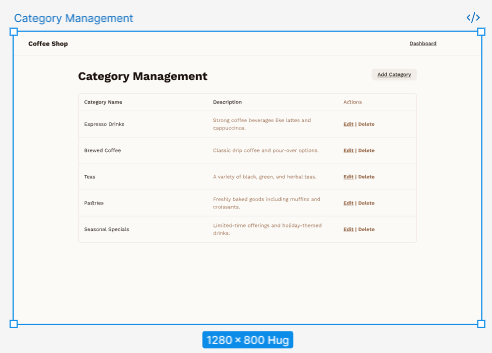 Category Management
Coffee Shop
Dashboard
Category Management
Add Category
Category Name
Description
Actions
Espresso Drinks
Strong coffee beverages like lattes and
cappuccinos.
Edit | Delete
Brewed Coffee
Classic drip coffee and pour-over options.
Edit | Delete
Teas
A variety of black, green, and herbal teas.
Edit | Delete
Pastries
Freshly baked goods including muffins and
croissants.
Edit | Delete
Seasonal Specials
Limited-time offerings and holiday-themed
drinks.
Edit | Delete
1280 × 800 Hug